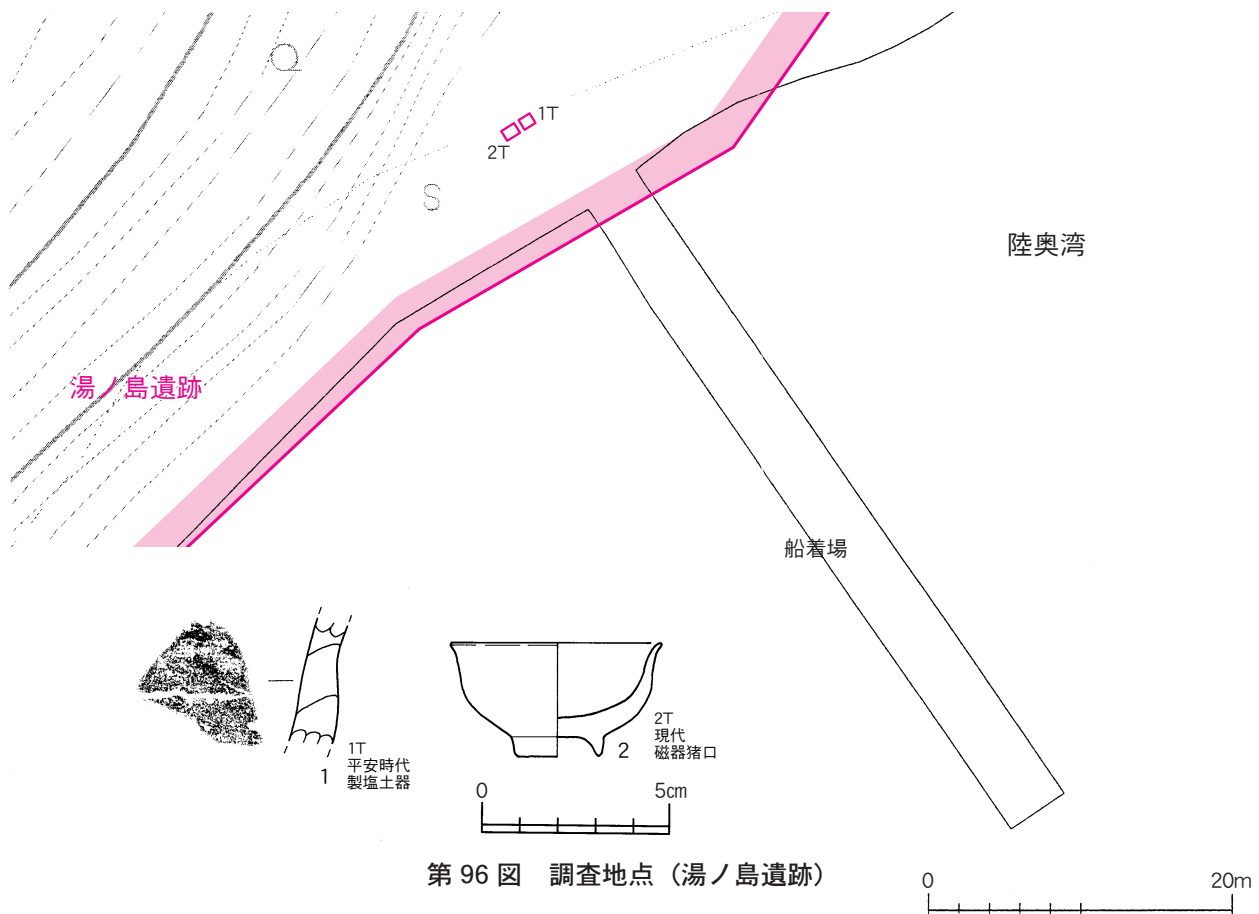 Q
1T
2T
S
陸奥湾
湯ノ島遺跡
船着場
1T
平安時代
製塩土器
1
2T
現代
磁器猪口
2
0 5cm
第 96 図 調査地点（湯ノ島遺跡）
0 20m